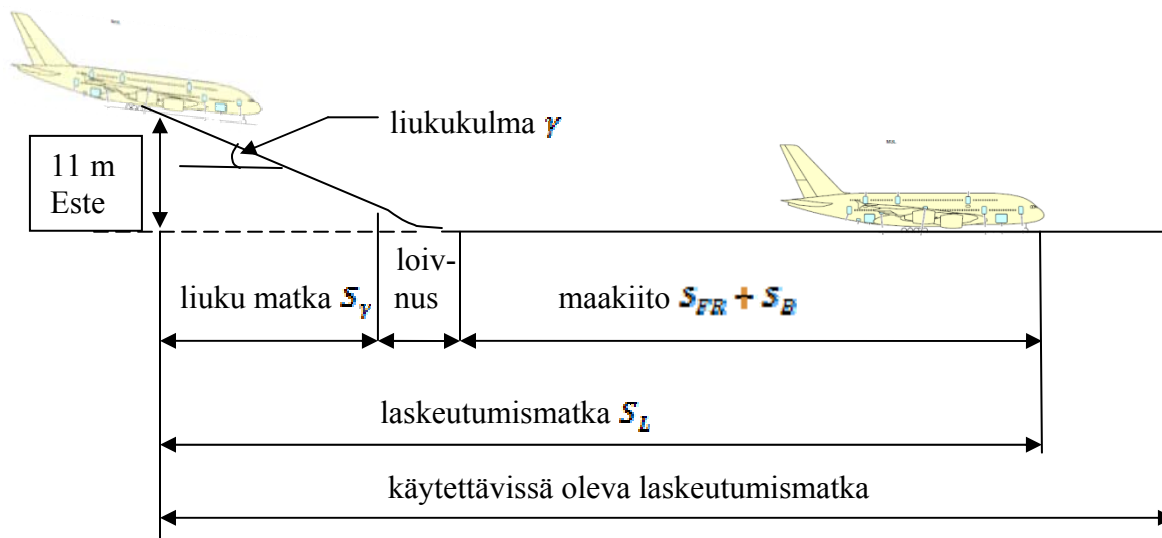 liukukulma γ
11 m
Este
loiv-
nus
liuku matka S_γ
maakiito S_FR + S_B
laskeutumismatka S_L
käytettävissä oleva laskeutumismatka